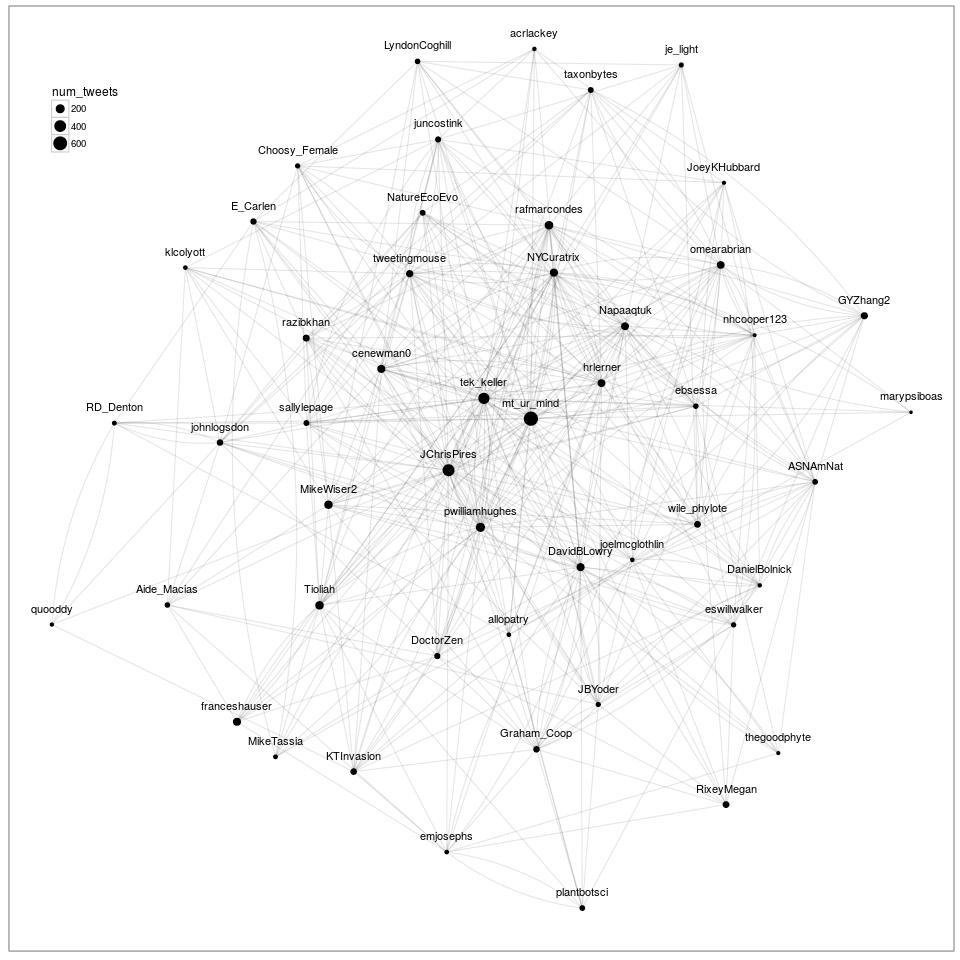 acrlackey
LyndonCoghill
je_light
taxonbytes
num_tweets
200
400
600
juncostink
Choosy_Female
JoeyKHubbard
NatureEcoEvo
E_Carlen
rafmarcondes
omearabrian
klcolyott
tweetingmouse
NYCuratrix
GYZhang2
Napaaqtuk
nhcooper123
razibkhan
cenewman0
hrlerner
tek_keller
ebsessa
marypsiboas
mt_ur_mind
RD_Denton
sallylepage
johnlogsdon
JChrisPires
ASNAmNat
MikeWiser2
pwilliamhughes
wile_phylote
joelmcglothlin
DavidBLowry
DanielBolnick
Aide_Macias
Tioliah
quooddy
eswillwalker
allopatry
DoctorZen
JBYoder
franceshauser
Graham_Coop
thegoodphyte
MikeTassia
KTInvasion
RixeyMegan
emjosephs
plantbotsci